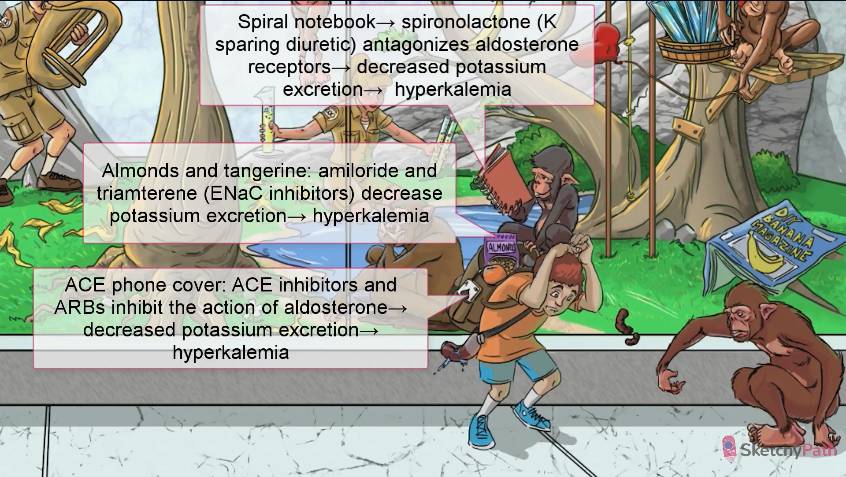 Spiral notebook→ spironolactone (K
sparing diuretic) antagonizes aldosterone
receptors→ decreased potassium
excretion→ hyperkalemia
Almonds and tangerine: amiloride and
triamterene (ENaC inhibitors) decrease
potassium excretion→ hyperkalemia
ALMONDS
DIY
BANANA
MAGAZINE
ACE phone cover: ACE inhibitors and
ARBs inhibit the action of aldosterone→
decreased potassium excretion→
hyperkalemia
SketchyPath